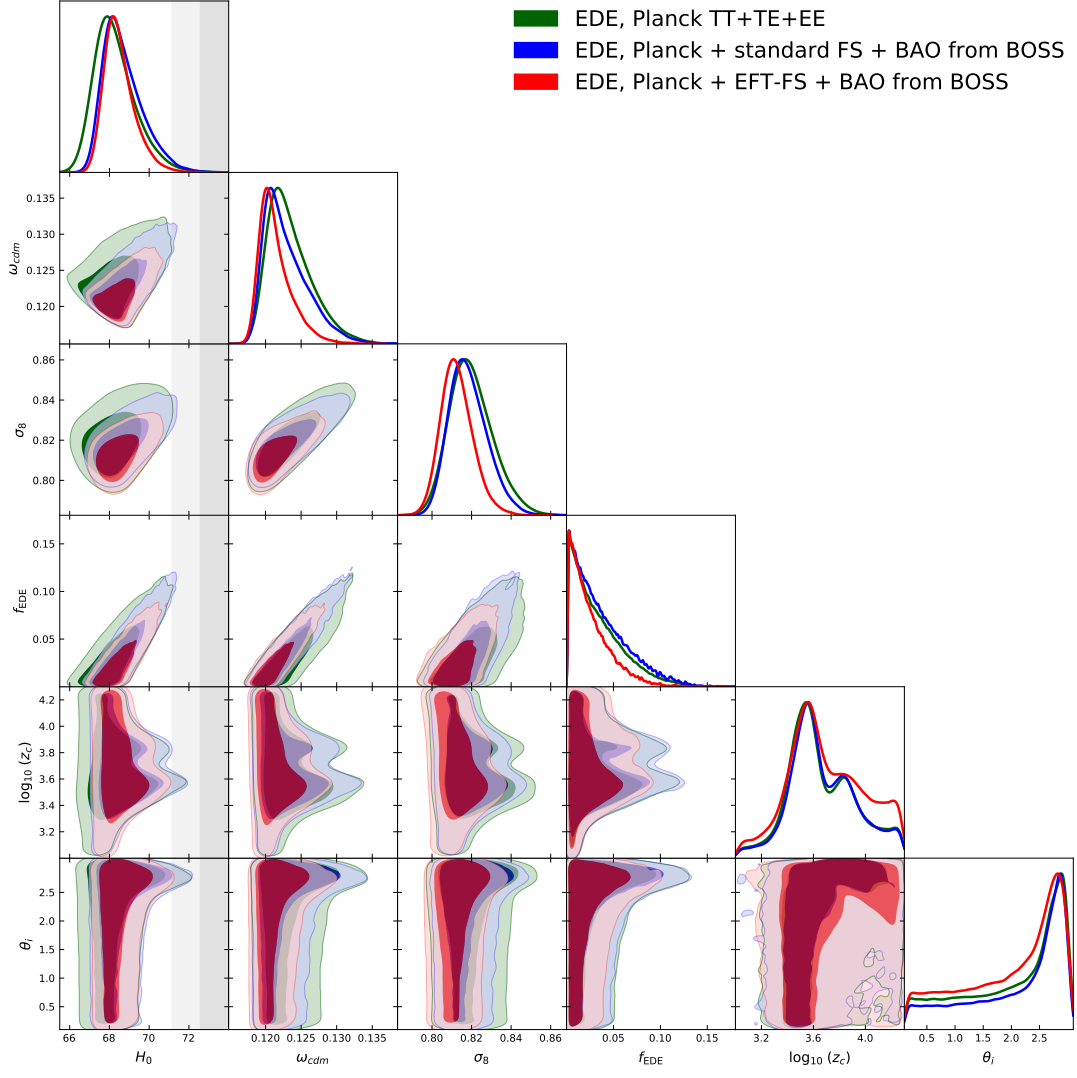 EDE, Planck TT+TE+EE
EDE, Planck + standard FS + BAO from BOSS
EDE, Planck + EFT-FS + BAO from BOSS
0.135
0.130
0.125
0.120
ω_cdm
0.86
0.84
0.82
0.80
σ_8
0.15
0.10
0.05
f_EDE
4.2
4.0
3.8
3.6
3.4
3.2
log_10 (z_c)
2.5
2.0
1.5
1.0
0.5
θ_i
66 68 70 72
0.120 0.125 0.130 0.135
0.80 0.82 0.84 0.86
0.05 0.10 0.15
3.2 3.6 4.0
0.5 1.0 1.5 2.0 2.5
H_0 ω_cdm σ_8 f_EDE log_10 (z_c) θ_i